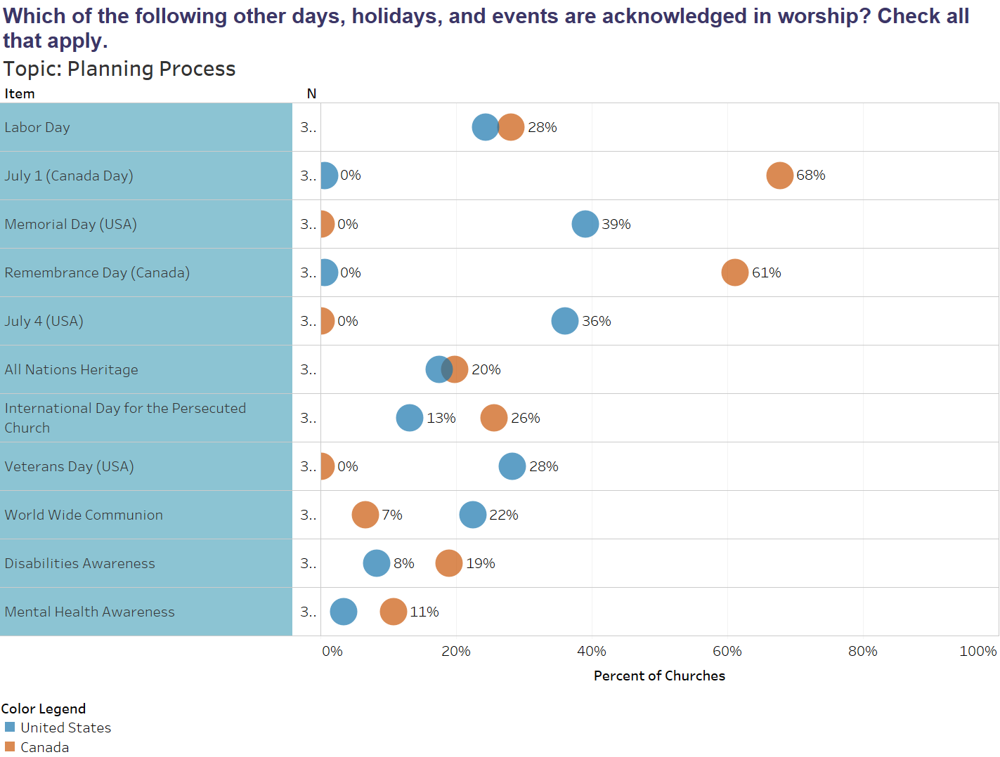 Which of the following other days, holidays, and events are acknowledged in worship? Check all
that apply.
Topic: Planning Process
Item N
Labor Day 3.. 28%
July 1 (Canada Day) 3.. 0% 68%
Memorial Day (USA) 3.. 0% 39%
Remembrance Day (Canada) 3.. 0% 61%
July 4 (USA) 3.. 0% 36%
All Nations Heritage 3.. 20%
International Day for the Persecuted
Church 3.. 13% 26%
Veterans Day (USA) 3.. 0% 28%
World Wide Communion 3.. 7% 22%
Disabilities Awareness 3.. 8% 19%
Mental Health Awareness 3.. 11%
0% 20% 40% 60% 80% 100%
Percent of Churches
Color Legend
United States
Canada